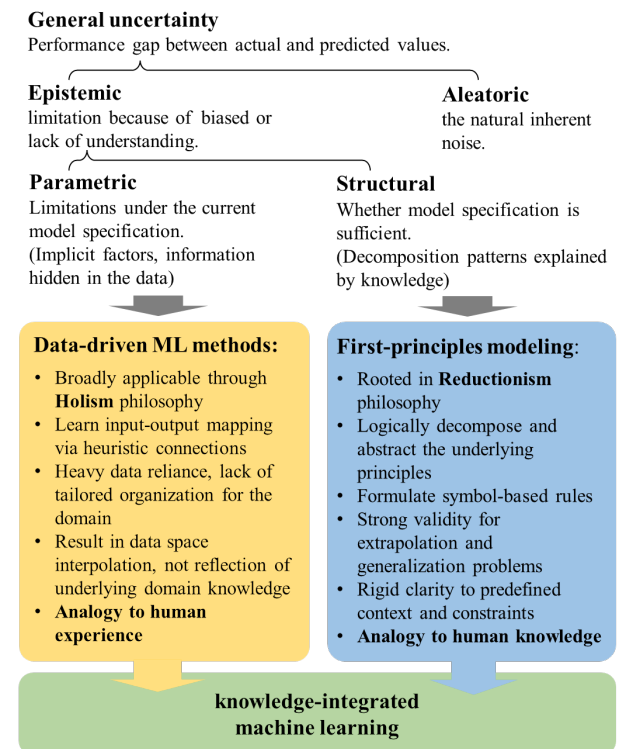 General uncertainty
Performance gap between actual and predicted values.
Epistemic
limitation because of biased or
lack of understanding.
Aleatoric
the natural inherent
noise.
Parametric
Limitations under the current
model specification.
(Implicit factors, information
hidden in the data)
Structural
Whether model specification is
sufficient.
(Decomposition patterns explained
by knowledge)
Data-driven ML methods:
• Broadly applicable through
Holism philosophy
• Learn input-output mapping
via heuristic connections
• Heavy data reliance, lack of
tailored organization for the
domain
• Result in data space
interpolation, not reflection of
underlying domain knowledge
• Analogy to human
experience
First-principles modeling:
• Rooted in Reductionism
philosophy
• Logically decompose and
abstract the underlying
principles
• Formulate symbol-based rules
• Strong validity for
extrapolation and
generalization problems
• Rigid clarity to predefined
context and constraints
• Analogy to human knowledge
knowledge-integrated
machine learning